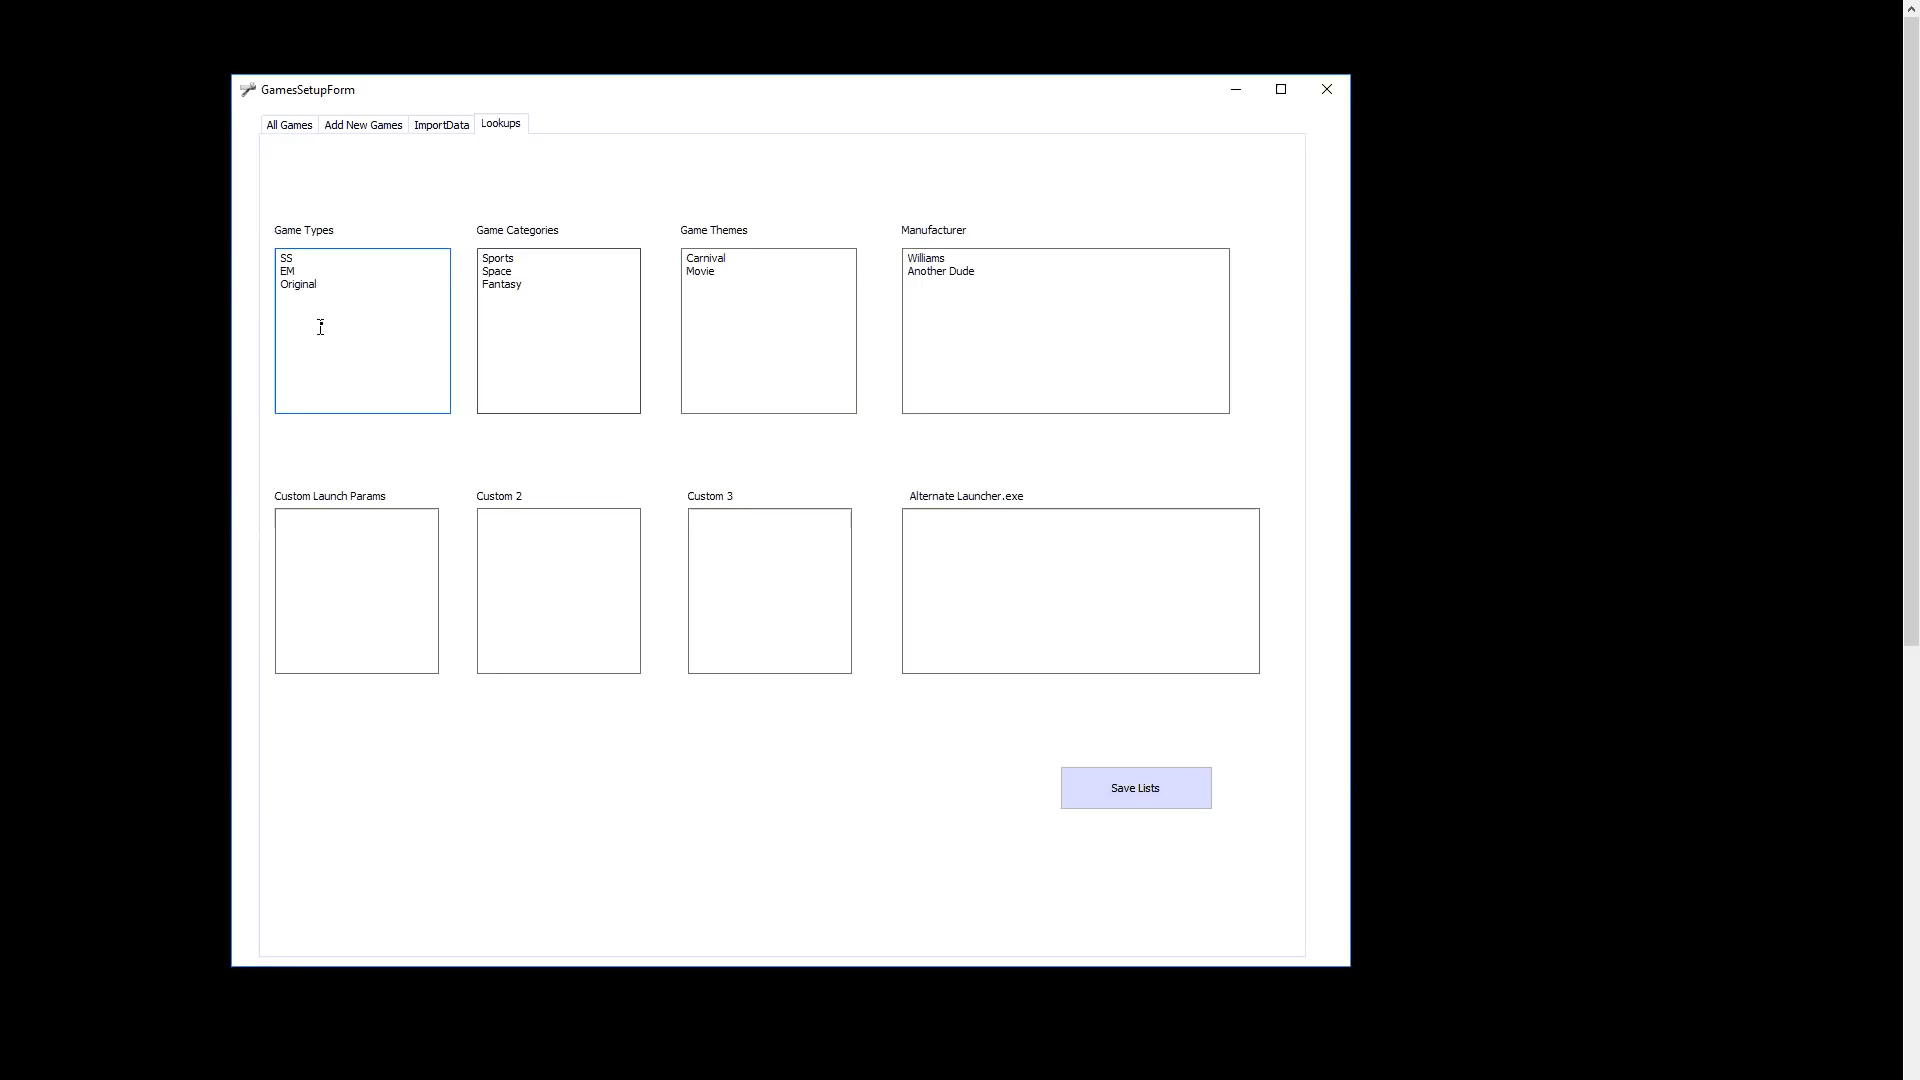 GamesSetupForm
All Games
Add New Games
ImportData
Lookups
Game Types
Game Categories
Game Themes
Manufacturer
SS
EM
Original
Sports
Space
Fantasy
Carnival
Movie
Williams
Another Dude
Custom Launch Params
Custom 2
Custom 3
Alternate Launcher.exe
Save Lists